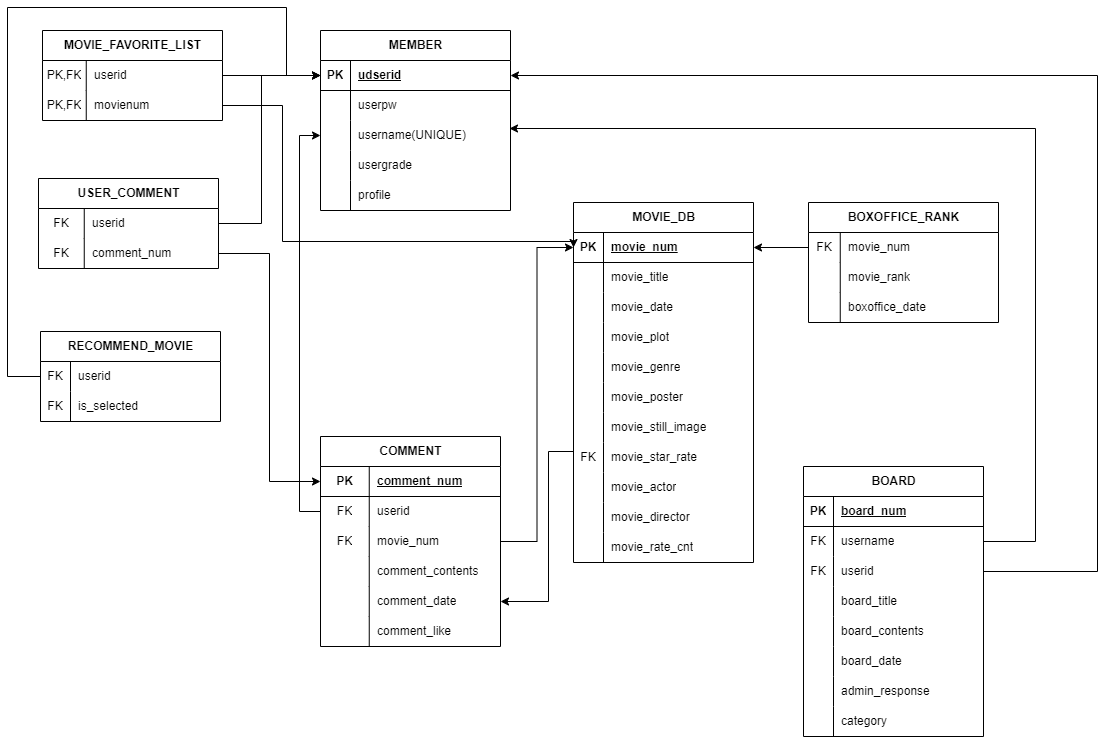 MOVIE_FAVORITE_LIST
PK,FK userid
PK,FK movienum
MEMBER
PK udserid
userpw
username(UNIQUE)
usergrade
profile
USER_COMMENT
FK userid
FK comment_num
MOVIE_DB
PK movie_num
movie_title
movie_date
movie_plot
movie_genre
movie_poster
movie_still_image
FK movie_star_rate
movie_actor
movie_director
movie_rate_cnt
BOXOFFICE_RANK
FK movie_num
movie_rank
boxoffice_date
RECOMMEND_MOVIE
FK userid
FK is_selected
COMMENT
PK comment_num
FK userid
FK movie_num
comment_contents
comment_date
comment_like
BOARD
PK board_num
FK username
FK userid
board_title
board_contents
board_date
admin_response
category